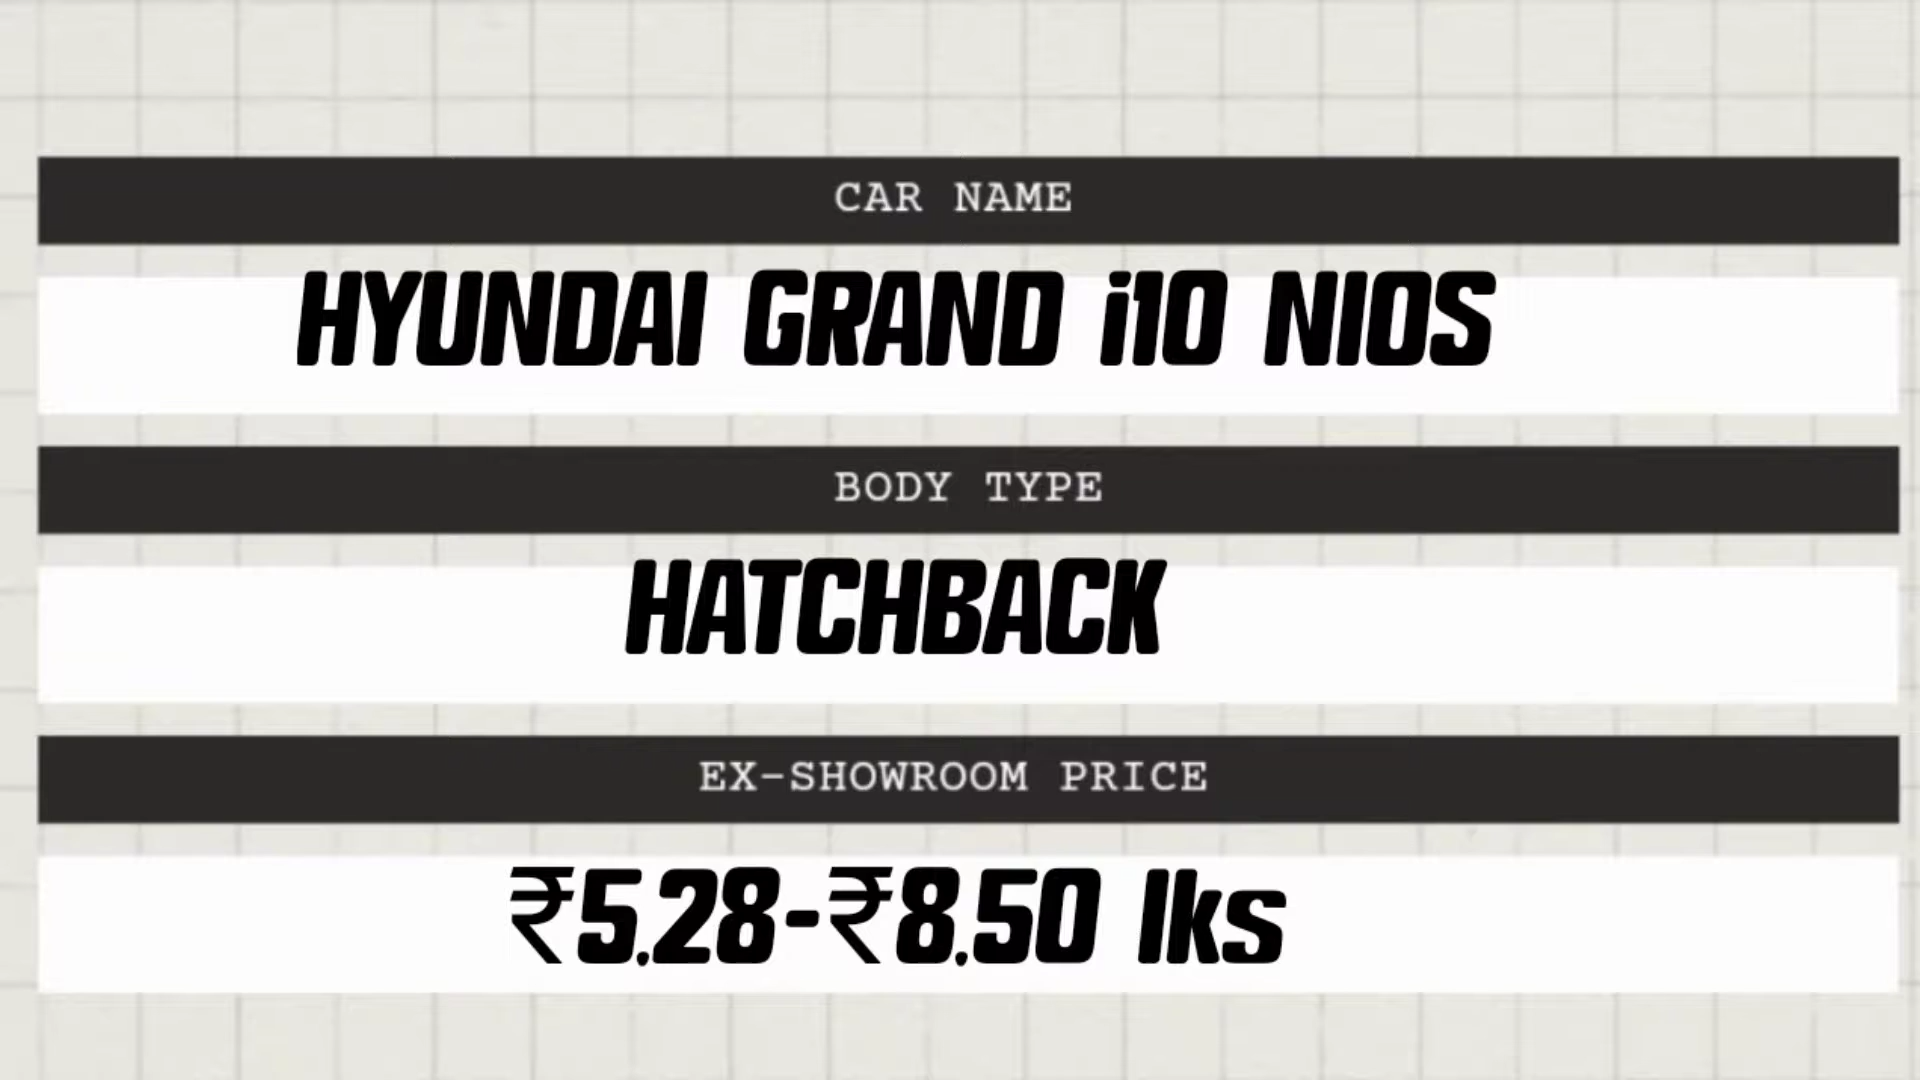 CAR NAME
HYUNDAI GRAND i10 NIOS
BODY TYPE
HATCHBACK
EX-SHOWROOM PRICE
₹5.28-₹8.50 lks